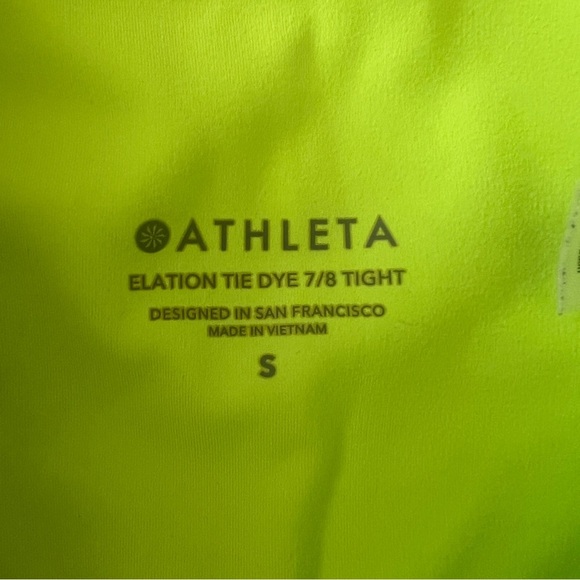 ATHLETA
ELATION TIE DYE 7/8 TIGHT
DESIGNED IN SAN FRANCISCO
MADE IN VIETNAM
S